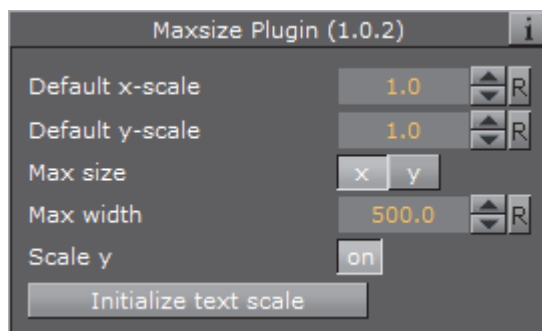 Maxsize Plugin (1.0.2) i
Default x-scale 1.0 R
Default y-scale 1.0 R
Max size x y
Max width 500.0 R
Scale y on
Initialize text scale